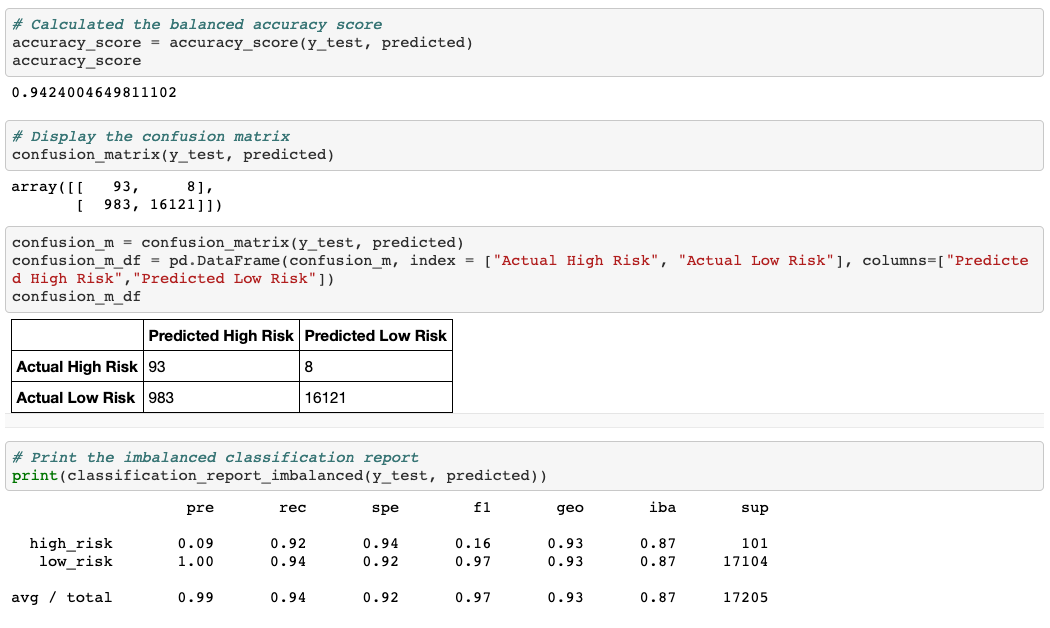 # Calculated the balanced accuracy score
accuracy_score = accuracy_score(y_test, predicted)
accuracy_score
0.9424004649811102
# Display the confusion matrix
confusion_matrix(y_test, predicted)
array([[   93,     8],
       [  983, 16121]])
confusion_m = confusion_matrix(y_test, predicted)
confusion_m_df = pd.DataFrame(confusion_m, index = ["Actual High Risk", "Actual Low Risk"], columns=["Predicte
d High Risk","Predicted Low Risk"])
confusion_m_df
Predicted High Risk Predicted Low Risk
Actual High Risk 93 8
Actual Low Risk 983 16121
# Print the imbalanced classification report
print(classification_report_imbalanced(y_test, predicted))
pre rec spe f1 geo iba sup
high_risk 0.09 0.92 0.94 0.16 0.93 0.87 101
low_risk 1.00 0.94 0.92 0.97 0.93 0.87 17104
avg / total 0.99 0.94 0.92 0.97 0.93 0.87 17205